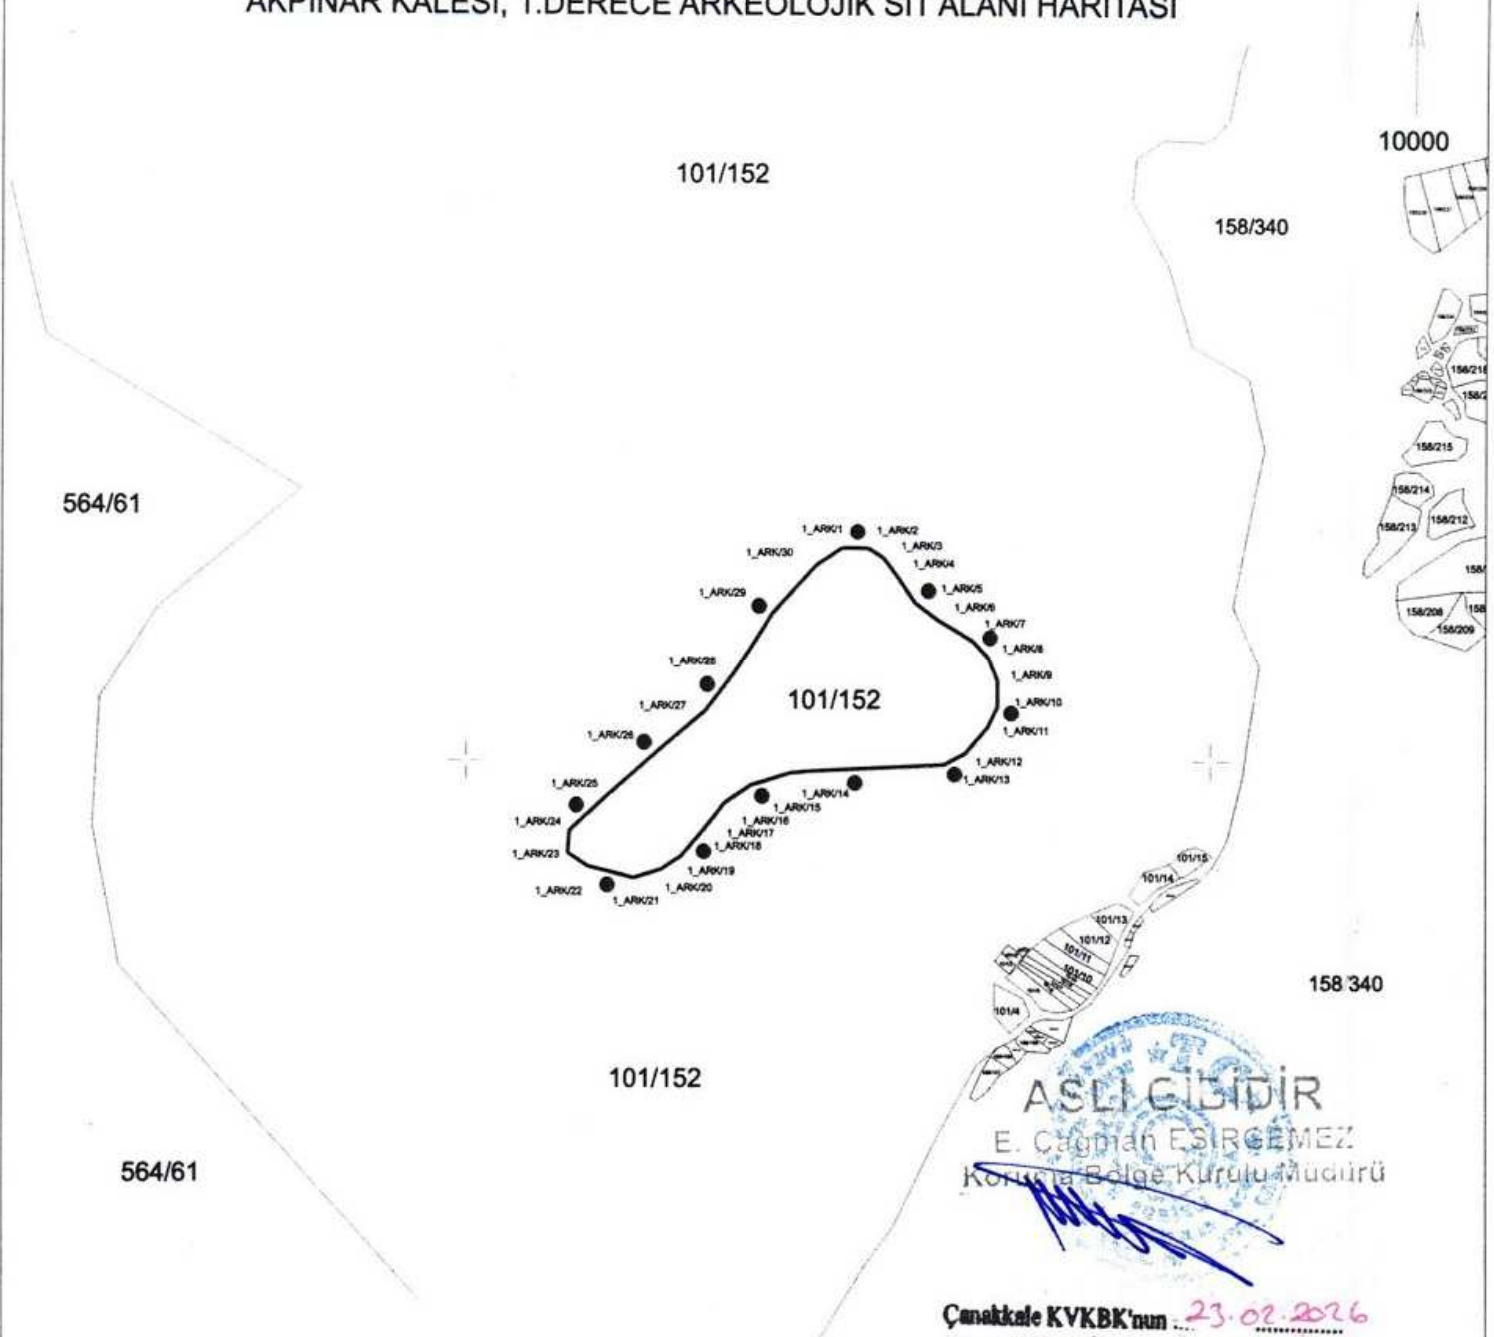 AKPINAR KALESİ, 1.DERECE ARKEOLOJİK SİT ALANI HARİTASI
10000
101/152
158/340
158/215
158/214
158/213
158/212
158/208
158/209
564/61
1_ARK/1
1_ARK/2
1_ARK/3
1_ARK/4
1_ARK/5
1_ARK/6
1_ARK/7
1_ARK/8
1_ARK/9
1_ARK/10
1_ARK/11
1_ARK/12
1_ARK/13
1_ARK/14
1_ARK/15
1_ARK/16
1_ARK/17
1_ARK/18
1_ARK/19
1_ARK/20
1_ARK/21
1_ARK/22
1_ARK/23
1_ARK/24
1_ARK/25
1_ARK/26
1_ARK/27
1_ARK/28
1_ARK/29
1_ARK/30
101/152
101/15
101/14
101/13
101/12
101/11
101/10
101/4
158/340
101/152
564/61
ASLI GİBİDİR
E. Çağman ESİRGEMEZ
Koruma Bölge Kurulu Müdürü
Çanakkale KVKBK'nun 23.02.2026